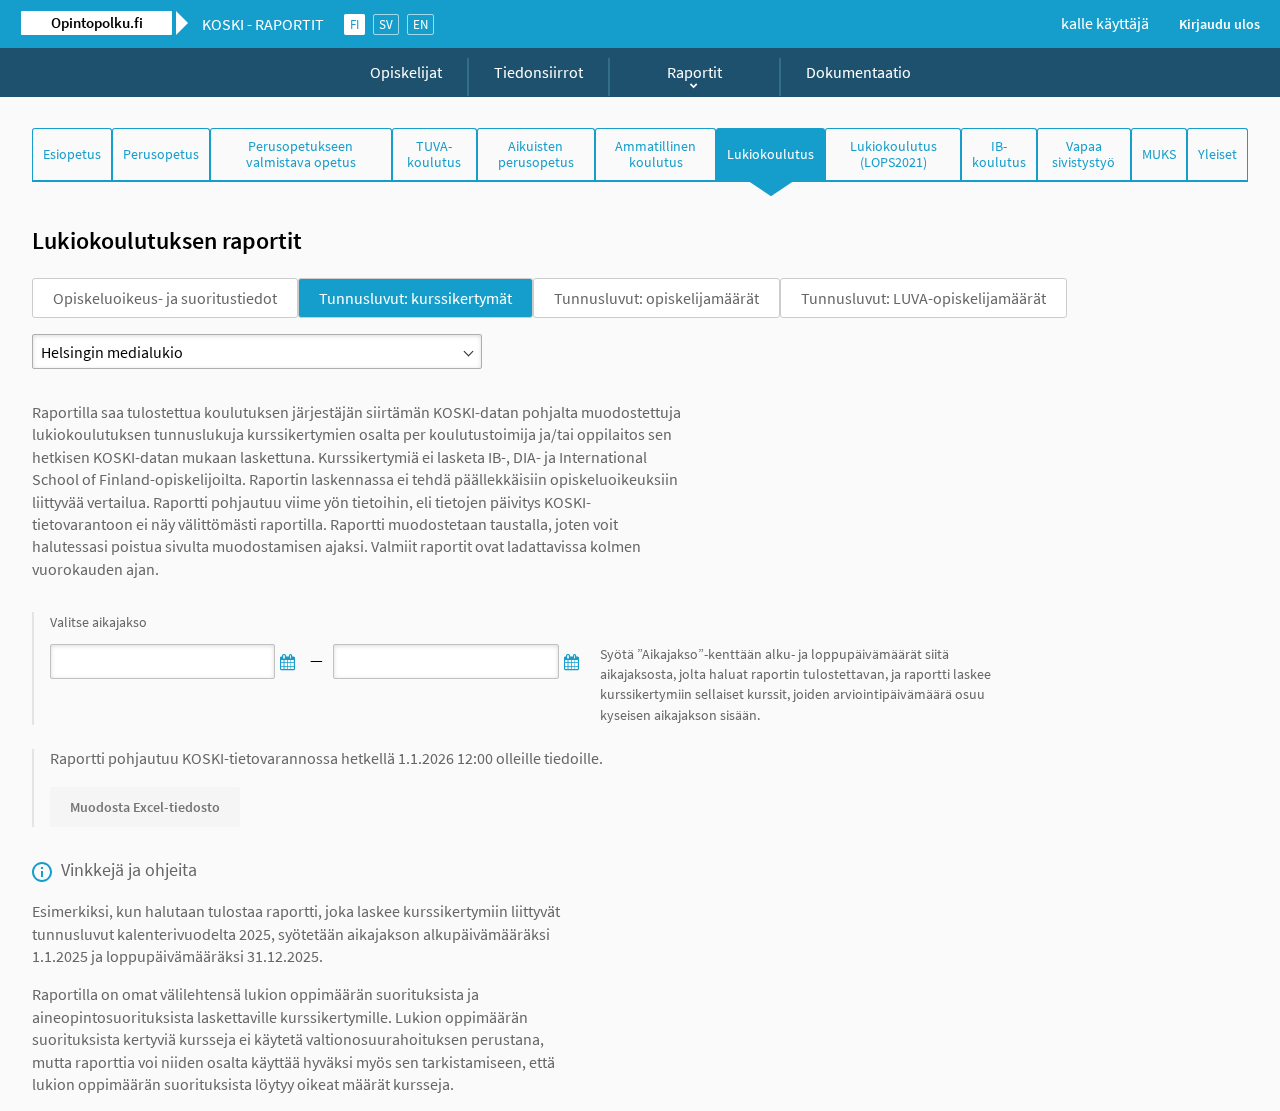 Opintopolku.fi KOSKI - RAPORTIT FI SV EN kalle käyttäjä Kirjaudu ulos
Opiskelijat Tiedonsiirrot Raportit Dokumentaatio
Esiopetus
Perusopetus
Perusopetukseen
valmistava opetus
TUVA-
koulutus
Aikuisten
perusopetus
Ammatillinen
koulutus
Lukiokoulutus
Lukiokoulutus
(LOPS2021)
IB-
koulutus
Vapaa
sivistystyö
MUKS
Yleiset
Lukiokoulutuksen raportit
Opiskeluoikeus- ja suoritustiedot Tunnusluvut: kurssikertymät Tunnusluvut: opiskelijamäärät Tunnusluvut: LUVA-opiskelijamäärät
Helsingin medialukio
Raportilla saa tulostettua koulutuksen järjestäjän siirtämän KOSKI-datan pohjalta muodostettuja
lukiokoulutuksen tunnuslukuja kurssikertymien osalta per koulutustoimija ja/tai oppilaitos sen
hetkisen KOSKI-datan mukaan laskettuna. Kurssikertymiä ei lasketa IB-, DIA- ja International
School of Finland-opiskelijoilta. Raportin laskennassa ei tehdä päällekkäisiin opiskeluoikeuksiin
liittyvää vertailua. Raportti pohjautuu viime yön tietoihin, eli tietojen päivitys KOSKI-
tietovarantoon ei näy välittömästi raportilla. Raportti muodostetaan taustalla, joten voit
halutessasi poistua sivulta muodostamisen ajaksi. Valmiit raportit ovat ladattavissa kolmen
vuorokauden ajan.
Valitse aikajakso
—
Syötä ”Aikajakso”-kenttään alku- ja loppupäivämäärät siitä
aikajaksosta, jolta haluat raportin tulostettavan, ja raportti laskee
kurssikertymiin sellaiset kurssit, joiden arviointipäivämäärä osuu
kyseisen aikajakson sisään.
Raportti pohjautuu KOSKI-tietovarannossa hetkellä 1.1.2026 12:00 olleille tiedoille.
Muodosta Excel-tiedosto
Vinkkejä ja ohjeita
Esimerkiksi, kun halutaan tulostaa raportti, joka laskee kurssikertymiin liittyvät
tunnusluvut kalenterivuodelta 2025, syötetään aikajakson alkupäivämääräksi
1.1.2025 ja loppupäivämääräksi 31.12.2025.
Raportilla on omat välilehtensä lukion oppimäärän suorituksista ja
aineopintosuorituksista laskettaville kurssikertymille. Lukion oppimäärän
suorituksista kertyviä kursseja ei käytetä valtionosuurahoituksen perustana,
mutta raporttia voi niiden osalta käyttää hyväksi myös sen tarkistamiseen, että
lukion oppimäärän suorituksista löytyy oikeat määrät kursseja.